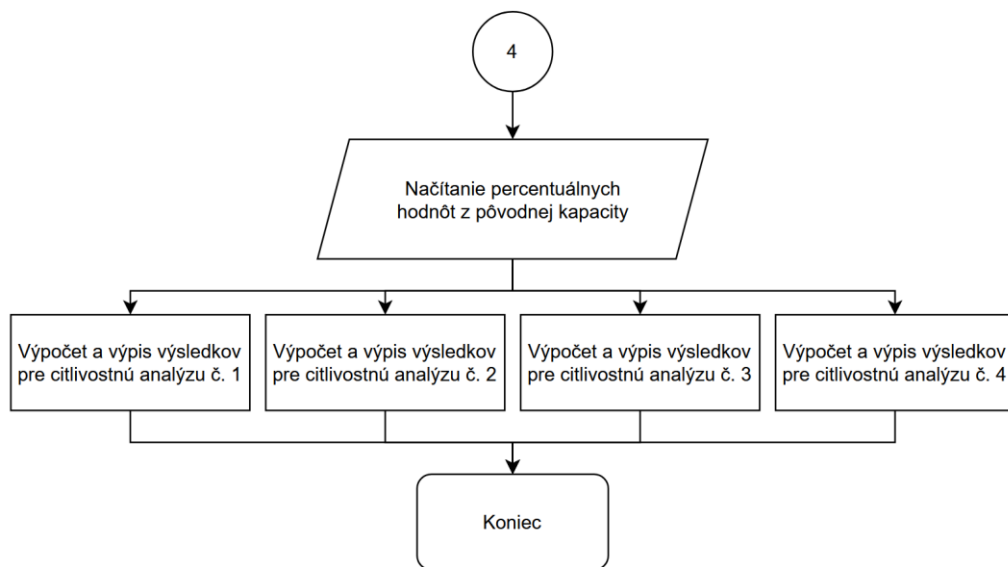 4
Načítanie percentuálnych
hodnôt z pôvodnej kapacity
Výpočet a výpis výsledkov
pre citlivostnú analýzu č. 1
Výpočet a výpis výsledkov
pre citlivostnú analýzu č. 2
Výpočet a výpis výsledkov
pre citlivostnú analýzu č. 3
Výpočet a výpis výsledkov
pre citlivostnú analýzu č. 4
Koniec